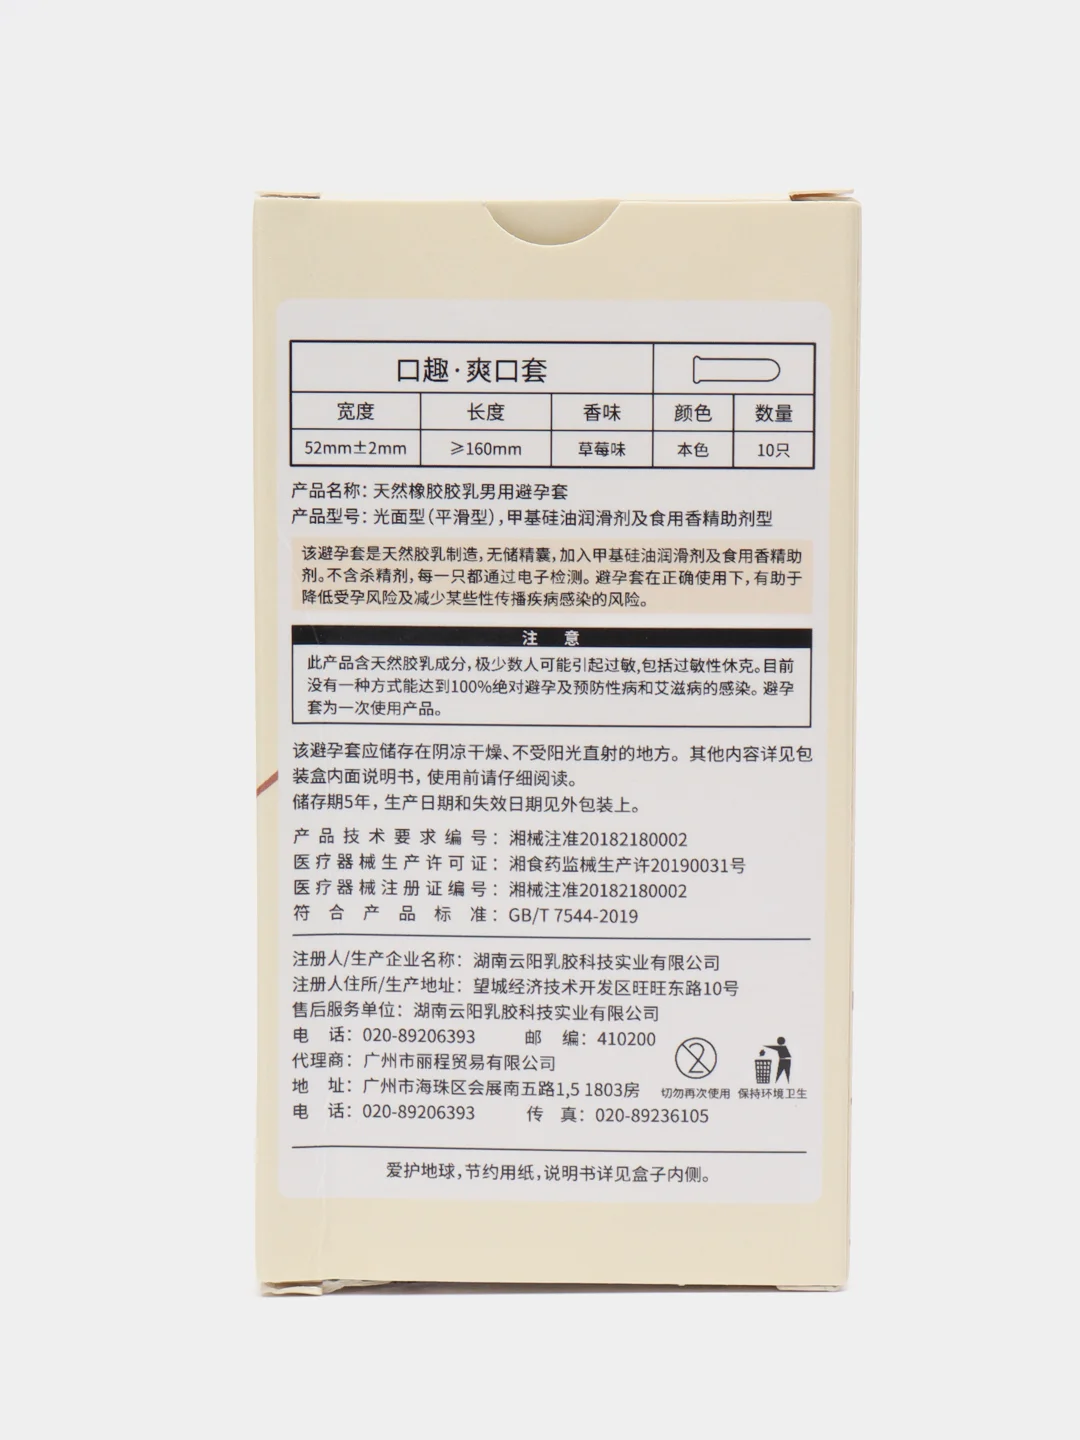 口趣·爽口套
宽度 长度 香味 颜色 数量
52mm±2mm ≥160mm 草莓味 本色 10只
产品名称：天然橡胶胶乳男用避孕套
产品型号：光面型（平滑型），甲基硅油润滑剂及食用香精助剂型
该避孕套是天然胶乳制造，无储精囊，加入甲基硅油润滑剂及食用香精助
剂。不含杀精剂，每一只都通过电子检测。避孕套在正确使用下，有助于
降低受孕风险及减少某些性传播疾病感染的风险。
注 意
此产品含天然胶乳成分，极少数人可能引起过敏，包括过敏性休克。目前
没有一种方式能达到100%绝对避孕及预防性病和艾滋病的感染。避孕
套为一次使用产品。
该避孕套应储存在阴凉干燥、不受阳光直射的地方。其他内容详见包
装盒内面说明书，使用前请仔细阅读。
储存期5年，生产日期和失效日期见外包装上。
产品技术要求编号：湘械注准20182180002
医疗器械生产许可证：湘食药监械生产许20190031号
医疗器械注册证编号：湘械注准20182180002
符合产品标准：GB/T 7544-2019
注册人/生产企业名称：湖南云阳乳胶科技实业有限公司
注册人住所/生产地址：望城经济技术开发区旺旺东路10号
售后服务单位：湖南云阳乳胶科技实业有限公司
电 话：020-89206393 邮 编：410200
代理商：广州市丽程贸易有限公司
地 址：广州市海珠区会展南五路1,5 1803房
切勿再次使用 保持环境卫生
电 话：020-89206393 传 真：020-89236105
爱护地球，节约用纸，说明书详见盒子内侧。